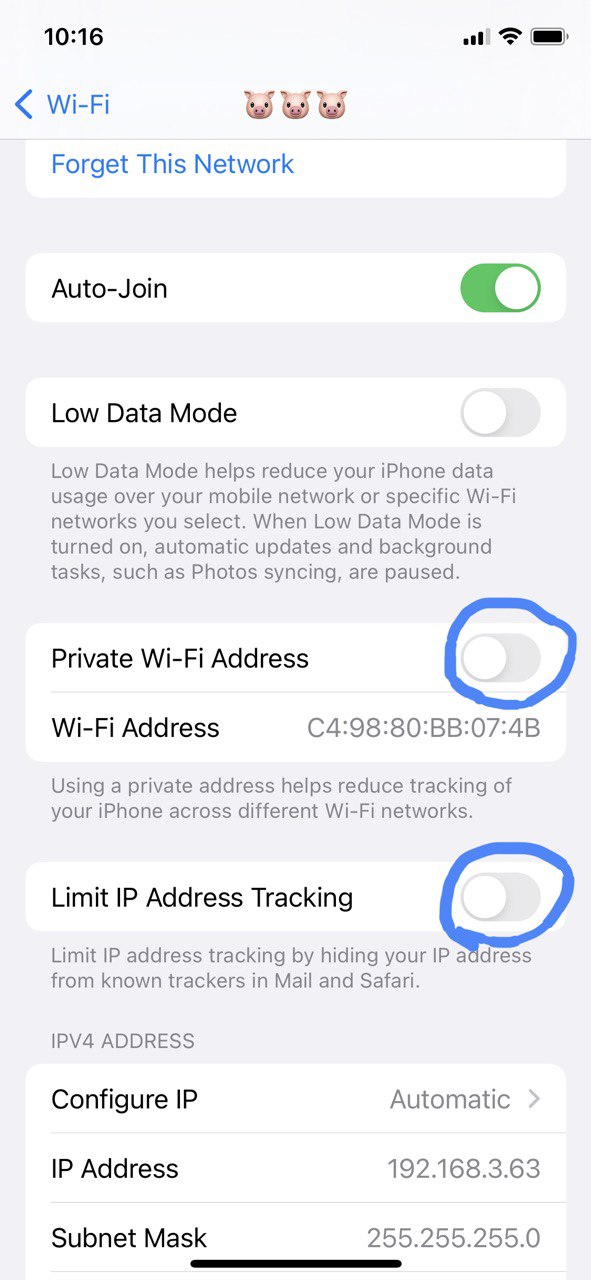 10:16
Wi-Fi
🐷🐷🐷
Forget This Network
Auto-Join
Low Data Mode
Low Data Mode helps reduce your iPhone data
usage over your mobile network or specific Wi-Fi
networks you select. When Low Data Mode is
turned on, automatic updates and background
tasks, such as Photos syncing, are paused.
Private Wi-Fi Address
Wi-Fi Address C4:98:80:BB:07:4B
Using a private address helps reduce tracking of
your iPhone across different Wi-Fi networks.
Limit IP Address Tracking
Limit IP address tracking by hiding your IP address
from known trackers in Mail and Safari.
IPV4 ADDRESS
Configure IP Automatic
IP Address 192.168.3.63
Subnet Mask 255.255.255.0